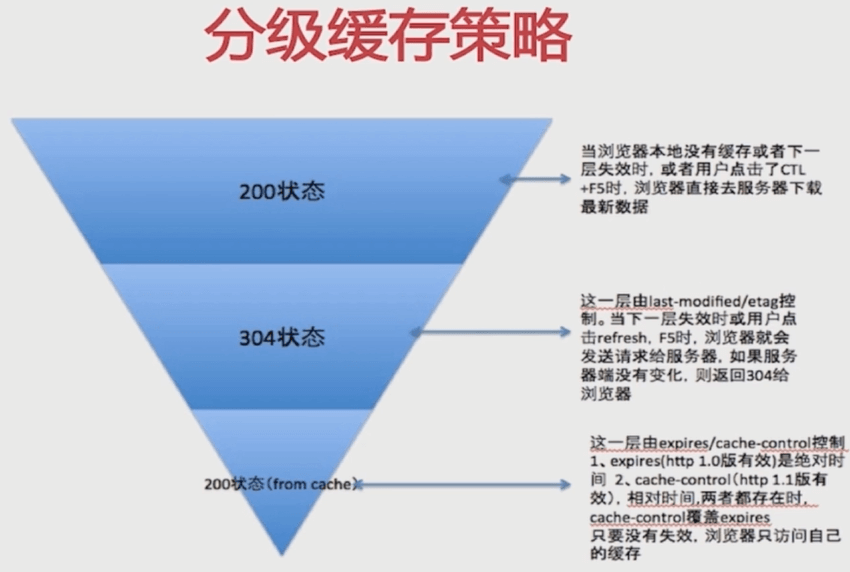 分级缓存策略
200状态
当浏览器本地没有缓存或者下一
层失效时，或者用户点击了CTL
+F5时，浏览器直接去服务器下载
最新数据
304状态
这一层由last-modified/etag控
制。当下一层失效时或用户点
击refresh，F5时，浏览器就会
发送请求给服务器，如果服务
器端没有变化，则返回304给
浏览器
200状态（from cache）
这一层由expires/cache-control控制
1、expires(http 1.0版有效)是绝对时
间 2、cache-control（http 1.1版有
效），相对时间,两者都存在时，
cache-control覆盖expires
只要没有失效，浏览器只访问自己
的缓存